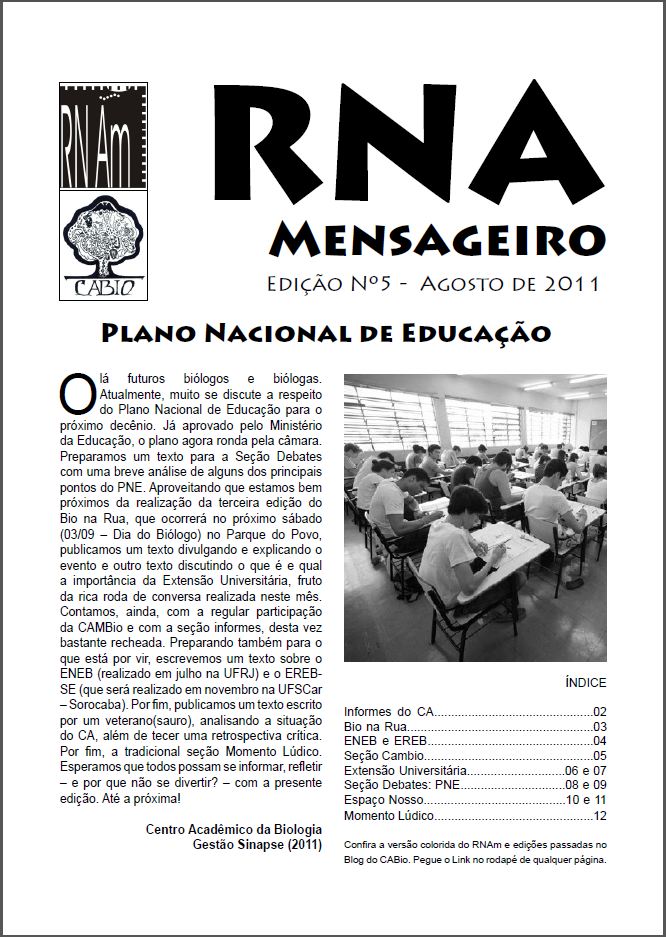 RNAm
CABIO
RNA
MENSAGEIRO
EDIÇÃO Nº5 - AGOSTO DE 2011
PLANO NACIONAL DE EDUCAÇÃO
Olá futuros biólogos e biólogas.
Atualmente, muito se discute a respeito
do Plano Nacional de Educação para o
próximo decênio. Já aprovado pelo Ministério
da Educação, o plano agora ronda pela câmara.
Preparamos um texto para a Seção Debates
com uma breve análise de alguns dos principais
pontos do PNE. Aproveitando que estamos bem
próximos da realização da terceira edição do
Bio na Rua, que ocorrerá no próximo sábado
(03/09 – Dia do Biólogo) no Parque do Povo,
publicamos um texto divulgando e explicando o
evento e outro texto discutindo o que é e qual
a importância da Extensão Universitária, fruto
da rica roda de conversa realizada neste mês.
Contamos, ainda, com a regular participação
da CAMBio e com a seção informes, desta vez
bastante recheada. Preparando também para o
que está por vir, escrevemos um texto sobre o
ENEB (realizado em julho na UFRJ) e o EREB-
SE (que será realizado em novembro na UFSCar
– Sorocaba). Por fim, publicamos um texto escrito
por um veterano(sauro), analisando a situação
do CA, além de tecer uma retrospectiva crítica.
Por fim, a tradicional seção Momento Lúdico.
Esperamos que todos possam se informar, refletir
– e por que não se divertir? – com a presente
edição. Até a próxima!
Centro Acadêmico da Biologia
Gestão Sinapse (2011)
ÍNDICE
Informes do CA..........................................02
Bio na Rua..................................................03
ENEB e EREB............................................04
Seção Cambio............................................05
Extensão Universitária..........................06 e 07
Seção Debates: PNE............................08 e 09
Espaço Nosso......................................10 e 11
Momento Lúdico..........................................12
Confira a versão colorida do RNAm e edições passadas no
Blog do CABio. Pegue o Link no rodapé de qualquer página.